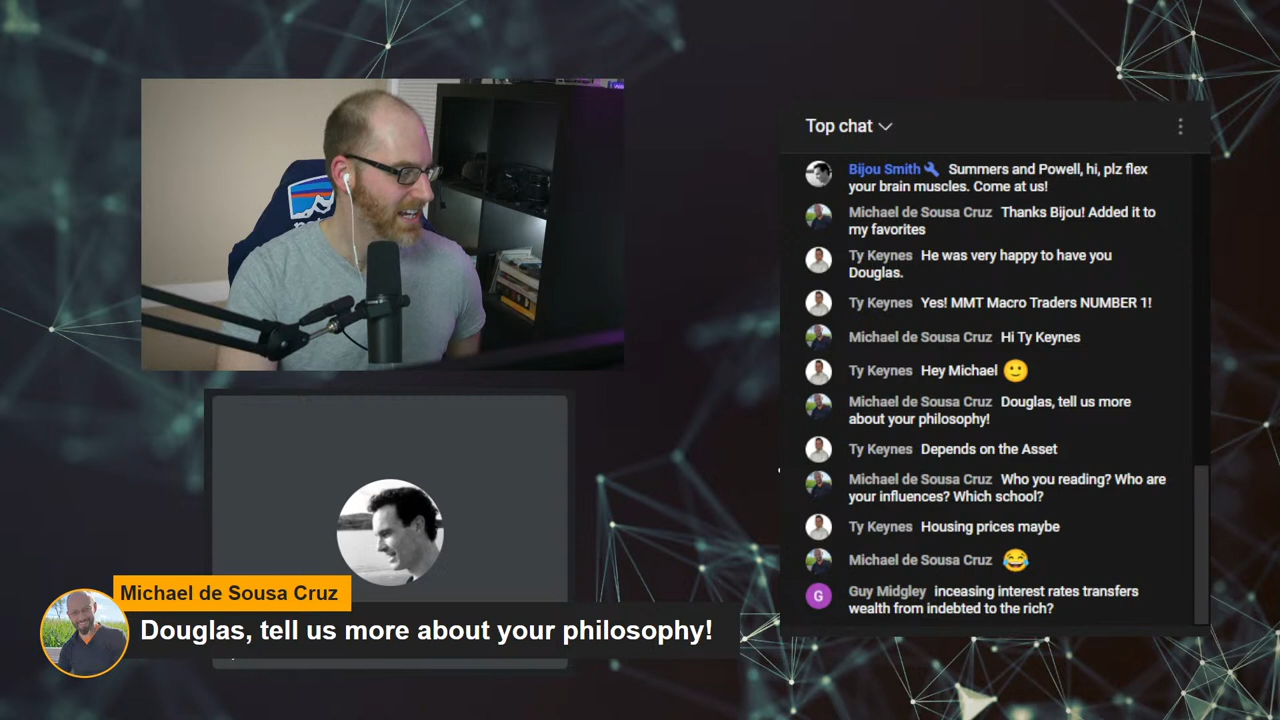 Top chat
Bijou Smith Summers and Powell, hi, plz flex
your brain muscles. Come at us!
Michael de Sousa Cruz Thanks Bijou! Added it to
my favorites
Ty Keynes He was very happy to have you
Douglas.
Ty Keynes Yes! MMT Macro Traders NUMBER 1!
Michael de Sousa Cruz Hi Ty Keynes
Ty Keynes Hey Michael 🙂
Michael de Sousa Cruz Douglas, tell us more
about your philosophy!
Ty Keynes Depends on the Asset
Michael de Sousa Cruz Who you reading? Who are
your influences? Which school?
Ty Keynes Housing prices maybe
Michael de Sousa Cruz 😂
G Guy Midgley inceasing interest rates transfers
wealth from indebted to the rich?
Michael de Sousa Cruz
Douglas, tell us more about your philosophy!